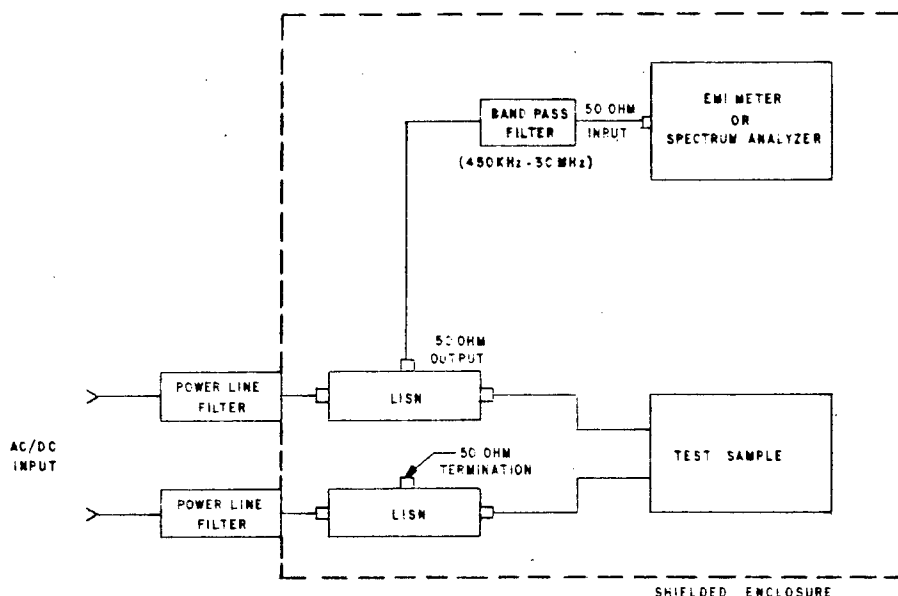 EMI METER
OR
SPECTRUM ANALYZER
BAND PASS
FILTER
50 OHM
INPUT
(450KHz-30MHz)
50 OHM
OUTPUT
POWER LINE
FILTER
LISN
AC/DC
INPUT
50 OHM
TERMINATION
TEST SAMPLE
POWER LINE
FILTER
LISN
SHIELDED ENCLOSURE